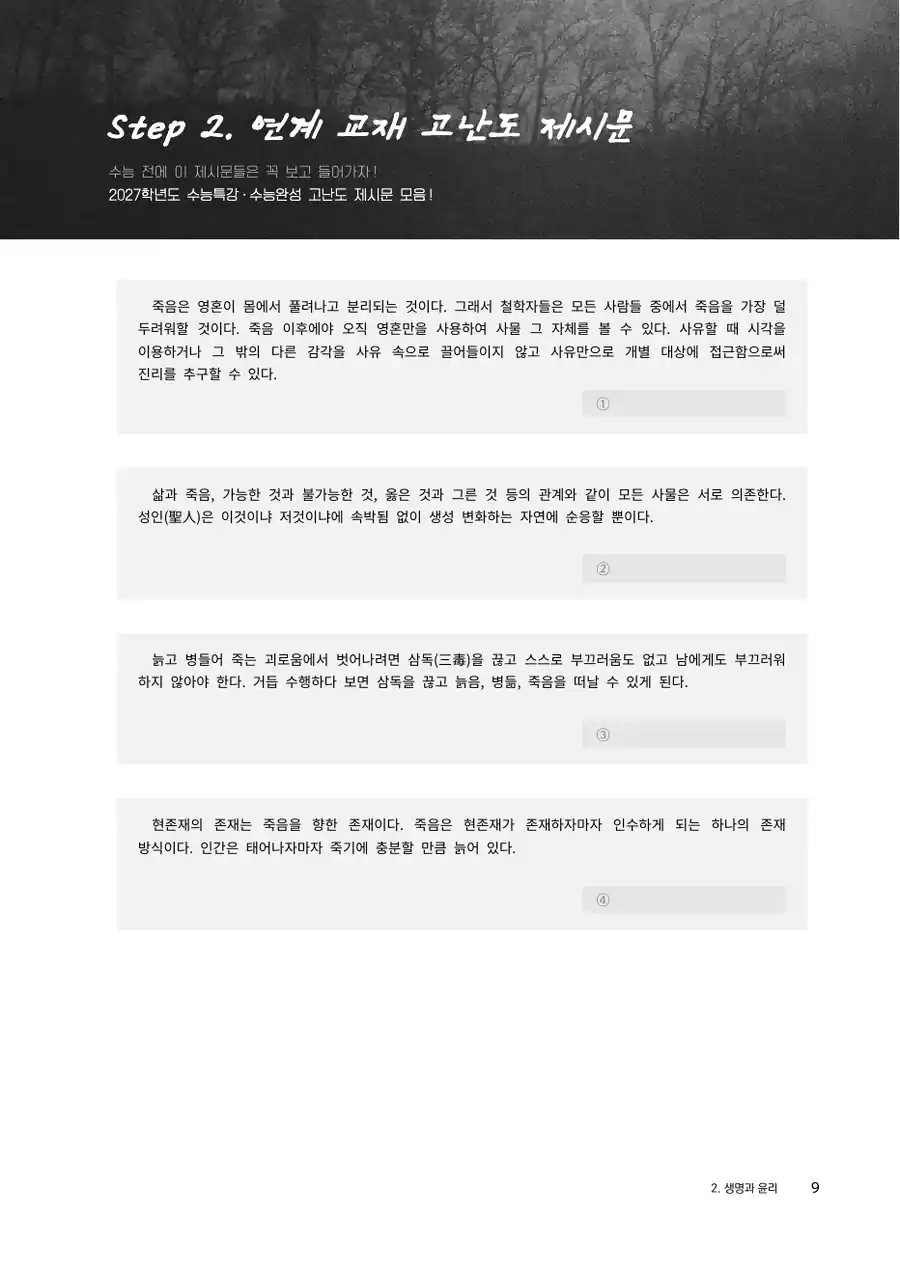 Step 2. 연계 교재 고난도 제시문
수능 전에 이 제시문들은 꼭 보고 들어가자!
2027학년도 수능특강·수능완성 고난도 제시문 모음!
죽음은 영혼이 몸에서 풀려나고 분리되는 것이다. 그래서 철학자들은 모든 사람들 중에서 죽음을 가장 덜
두려워할 것이다. 죽음 이후에야 오직 영혼만을 사용하여 사물 그 자체를 볼 수 있다. 사유할 때 시각을
이용하거나 그 밖의 다른 감각을 사유 속으로 끌어들이지 않고 사유만으로 개별 대상에 접근함으로써
진리를 추구할 수 있다.
①
삶과 죽음, 가능한 것과 불가능한 것, 옳은 것과 그른 것 등의 관계와 같이 모든 사물은 서로 의존한다.
성인(聖人)은 이것이냐 저것이냐에 속박됨 없이 생성 변화하는 자연에 순응할 뿐이다.
②
늙고 병들어 죽는 괴로움에서 벗어나려면 삼독(三毒)을 끊고 스스로 부끄러움도 없고 남에게도 부끄러워
하지 않아야 한다. 거듭 수행하다 보면 삼독을 끊고 늙음, 병듦, 죽음을 떠날 수 있게 된다.
③
현존재의 존재는 죽음을 향한 존재이다. 죽음은 현존재가 존재하자마자 인수하게 되는 하나의 존재
방식이다. 인간은 태어나자마자 죽기에 충분할 만큼 늙어 있다.
④
2. 생명과 윤리 9